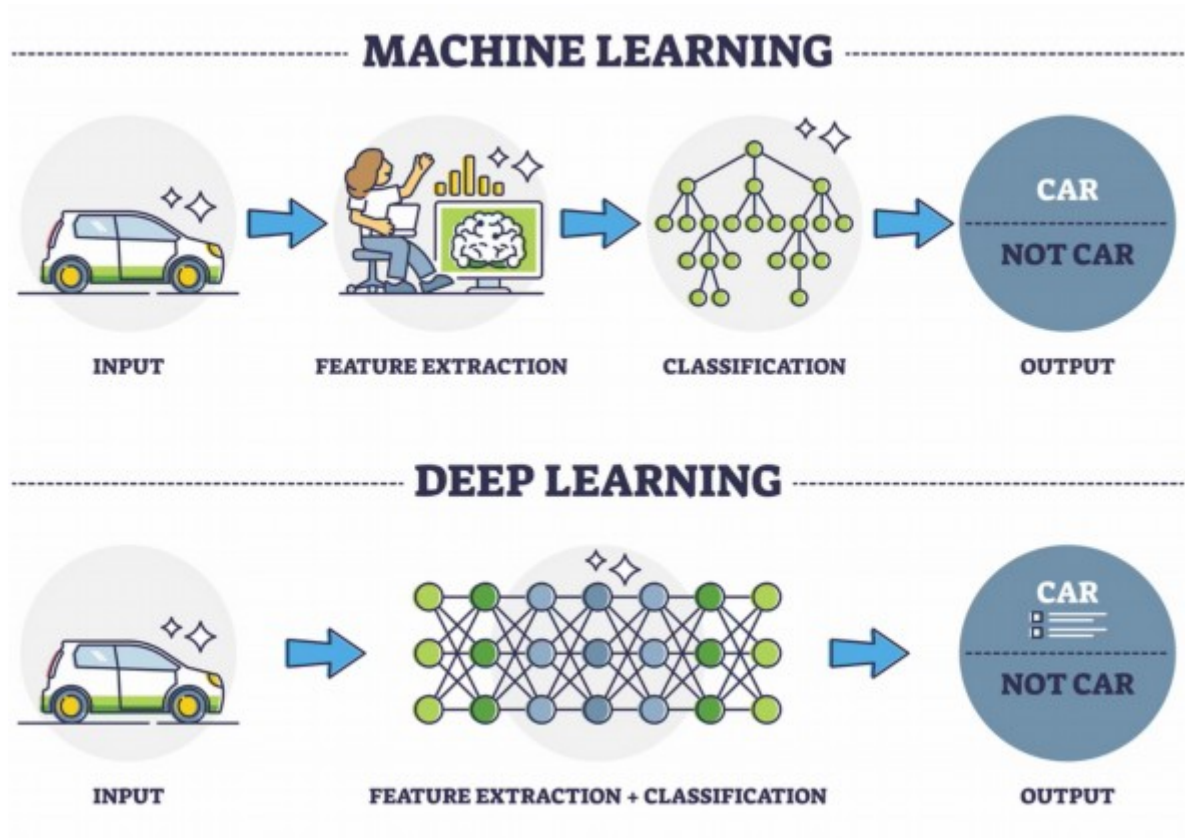 MACHINE LEARNING
CAR
NOT CAR
INPUT
FEATURE EXTRACTION
CLASSIFICATION
OUTPUT
DEEP LEARNING
CAR
NOT CAR
INPUT
FEATURE EXTRACTION + CLASSIFICATION
OUTPUT